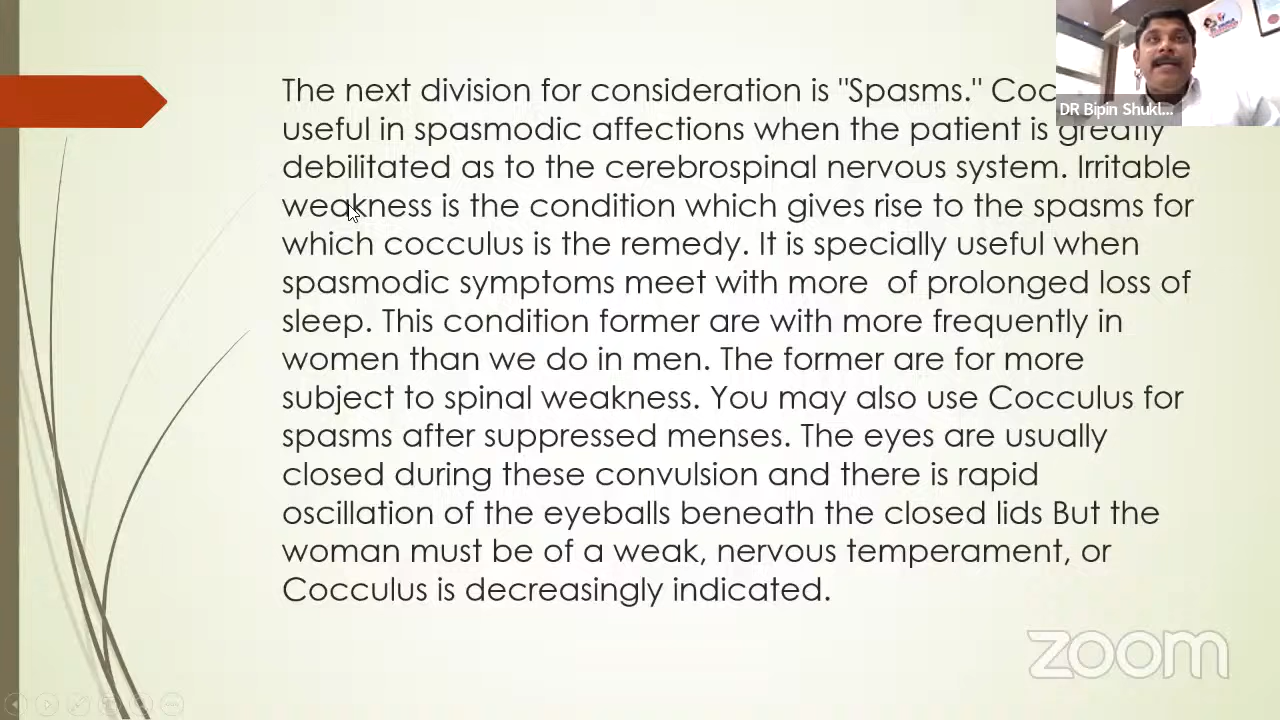 The next division for consideration is "Spasms." Coc
useful in spasmodic affections when the patient is greatly
debilitated as to the cerebrospinal nervous system. Irritable
weakness is the condition which gives rise to the spasms for
which cocculus is the remedy. It is specially useful when
spasmodic symptoms meet with more  of prolonged loss of
sleep. This condition former are with more frequently in
women than we do in men. The former are for more
subject to spinal weakness. You may also use Cocculus for
spasms after suppressed menses. The eyes are usually
closed during these convulsion and there is rapid
oscillation of the eyeballs beneath the closed lids But the
woman must be of a weak, nervous temperament, or
Cocculus is decreasingly indicated.
DR Bipin Shukl...
zoom